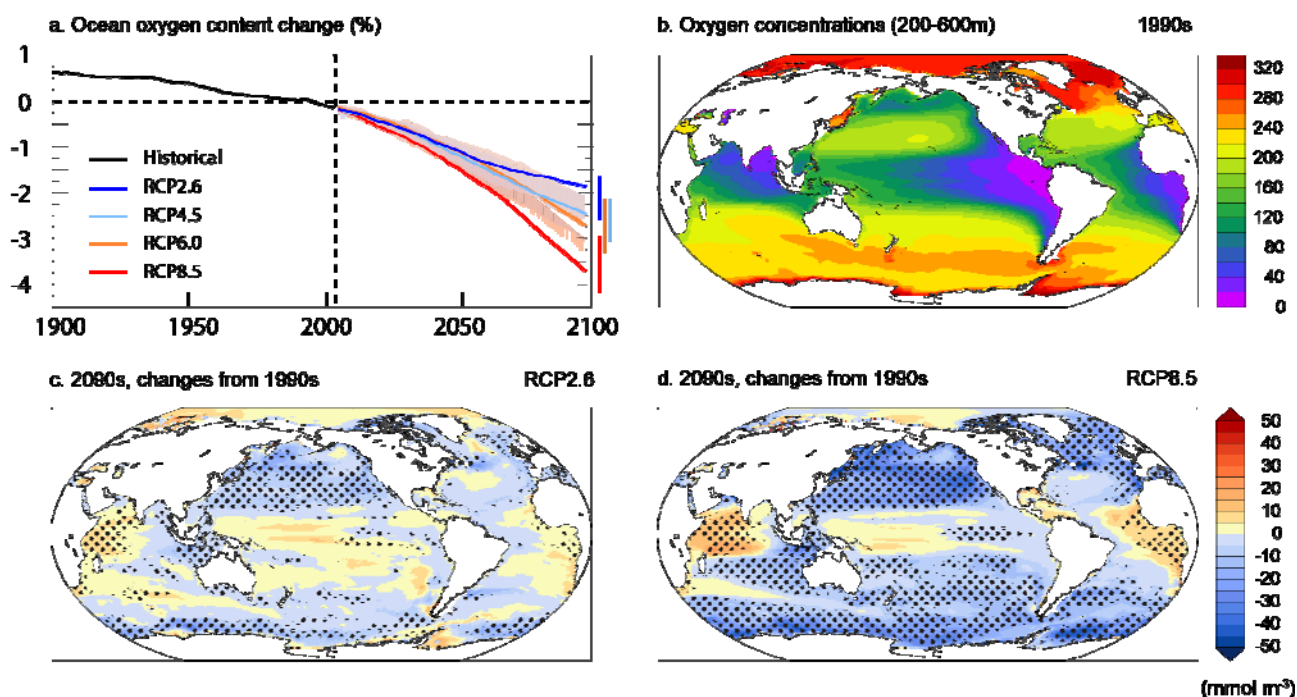 a. Ocean oxygen content change (%)
1
0
-1
-2
-3
-4
Historical
RCP2.6
RCP4.5
RCP6.0
RCP8.5
1900
1950
2000
2050
2100
b. Oxygen concentrations (200-600m)
1990s
320
280
240
200
160
120
80
40
0
c. 2090s, changes from 1990s
RCP2.6
d. 2090s, changes from 1990s
RCP8.5
50
40
30
20
10
0
-10
-20
-30
-40
-50
(mmol m-3)